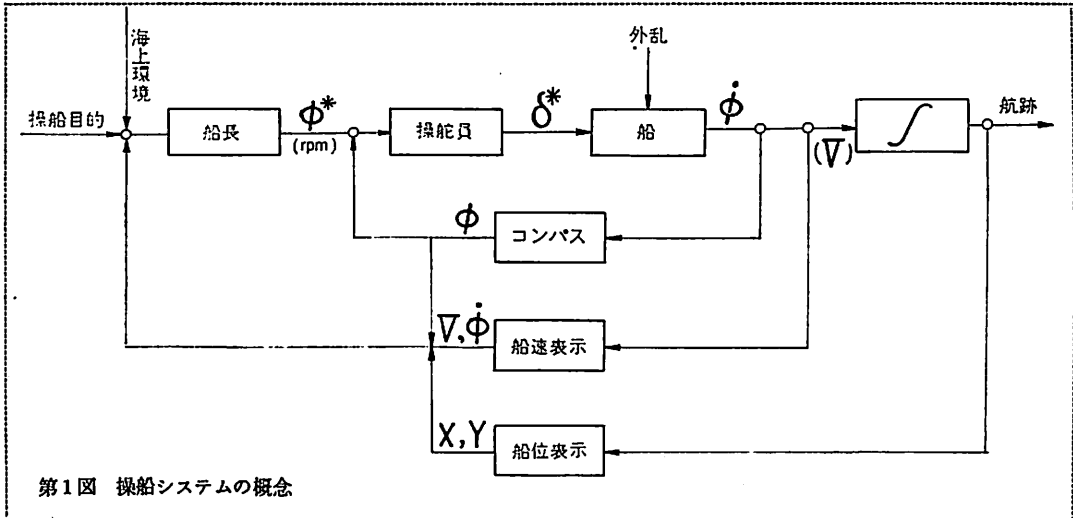 海上環境
外乱
操船目的
船長
ϕ*
(rpm)
操舵員
δ*
船
ϕ̇
(V)
∫
航跡
ϕ
コンパス
V, ϕ̇
船速表示
X, Y
船位表示
第1図 操船システムの概念